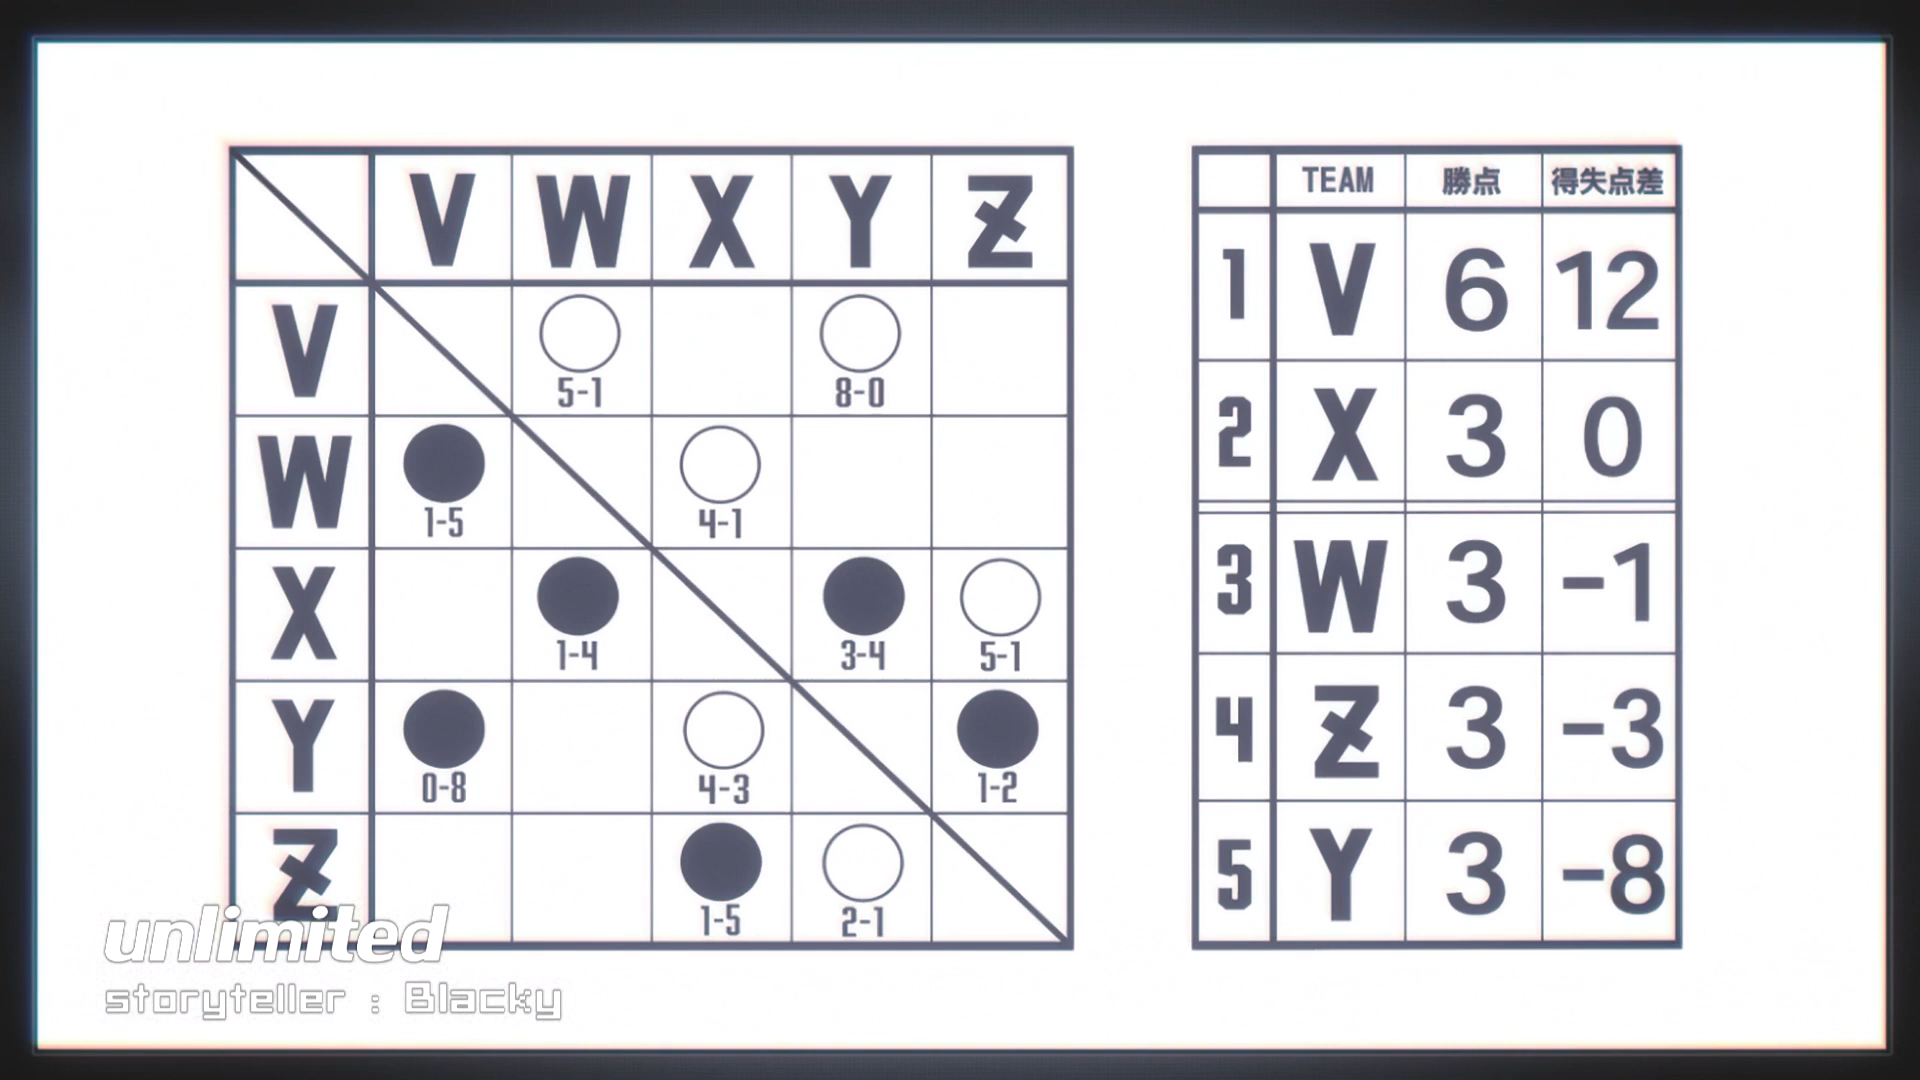 V W X Y Z
V 5-1 8-0
W 1-5 4-1
X 1-4 3-4 5-1
Y 0-8 4-3 1-2
Z 1-5 2-1
TEAM 勝点 得失点差
1 V 6 12
2 X 3 0
3 W 3 -1
4 Z 3 -3
5 Y 3 -8
unlimited
storyteller : Blacky